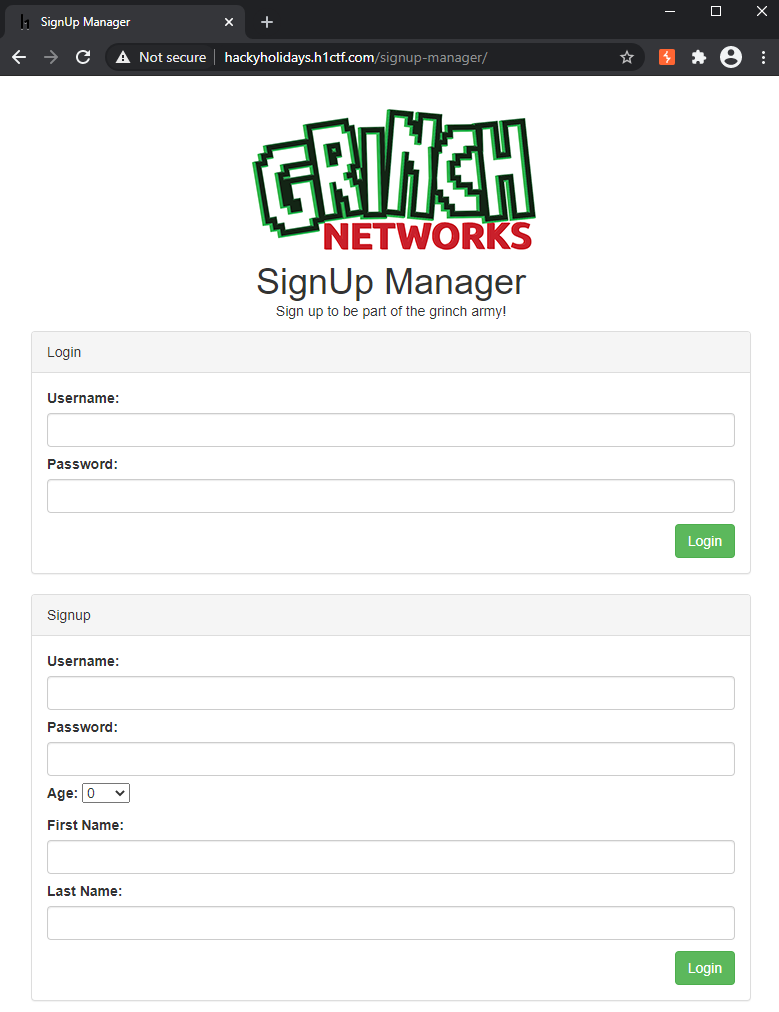 SignUp Manager
Not secure | hackyholidays.h1ctf.com/signup-manager/
GRINCH
NETWORKS
SignUp Manager
Sign up to be part of the grinch army!
Login
Username:
Password:
Login
Signup
Username:
Password:
Age: 0
First Name:
Last Name:
Login